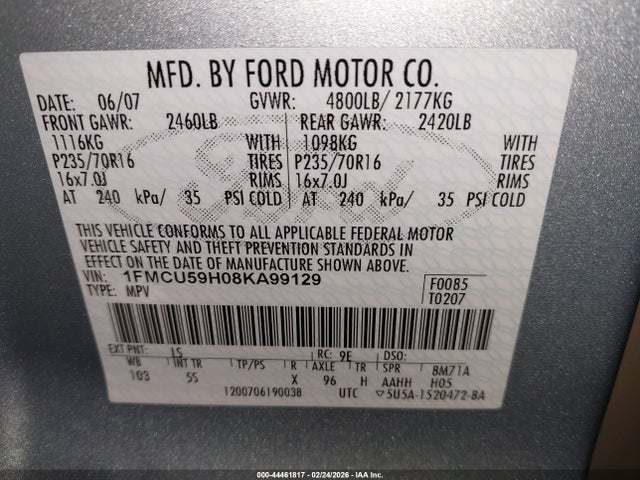 MFD. BY FORD MOTOR CO.
DATE: 06/07 GVWR: 4800LB/ 2177KG
FRONT GAWR: 2460LB REAR GAWR: 2420LB
1116KG WITH 1098KG WITH
P235/70R16 TIRES P235/70R16 TIRES
16x7.0J RIMS 16x7.0J RIMS
AT 240 kPa/ 35 PSI COLD AT 240 kPa/ 35 PSI COLD
THIS VEHICLE CONFORMS TO ALL APPLICABLE FEDERAL MOTOR
VEHICLE SAFETY AND THEFT PREVENTION STANDARDS IN
EFFECT ON THE DATE OF MANUFACTURE SHOWN ABOVE.
VIN: 1FMCU59H08KA99129 F0085
TYPE: MPV T0207
EXT PNT: LS RC: 9E DSO:
WB INT TR TP/PS R AXLE TR SPR 8M71A
103 5S X 96 H AAHH H05
1200706190038 UTC ▽5U5A-1520472-BA
000-44461817 - 02/24/2026 - IAA Inc.